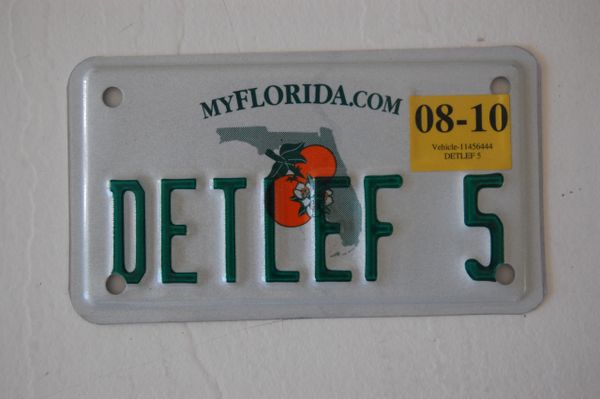 MYFLORIDA.COM
08-10
Vehicle-11456444
DETLEF 5
DETLEF 5